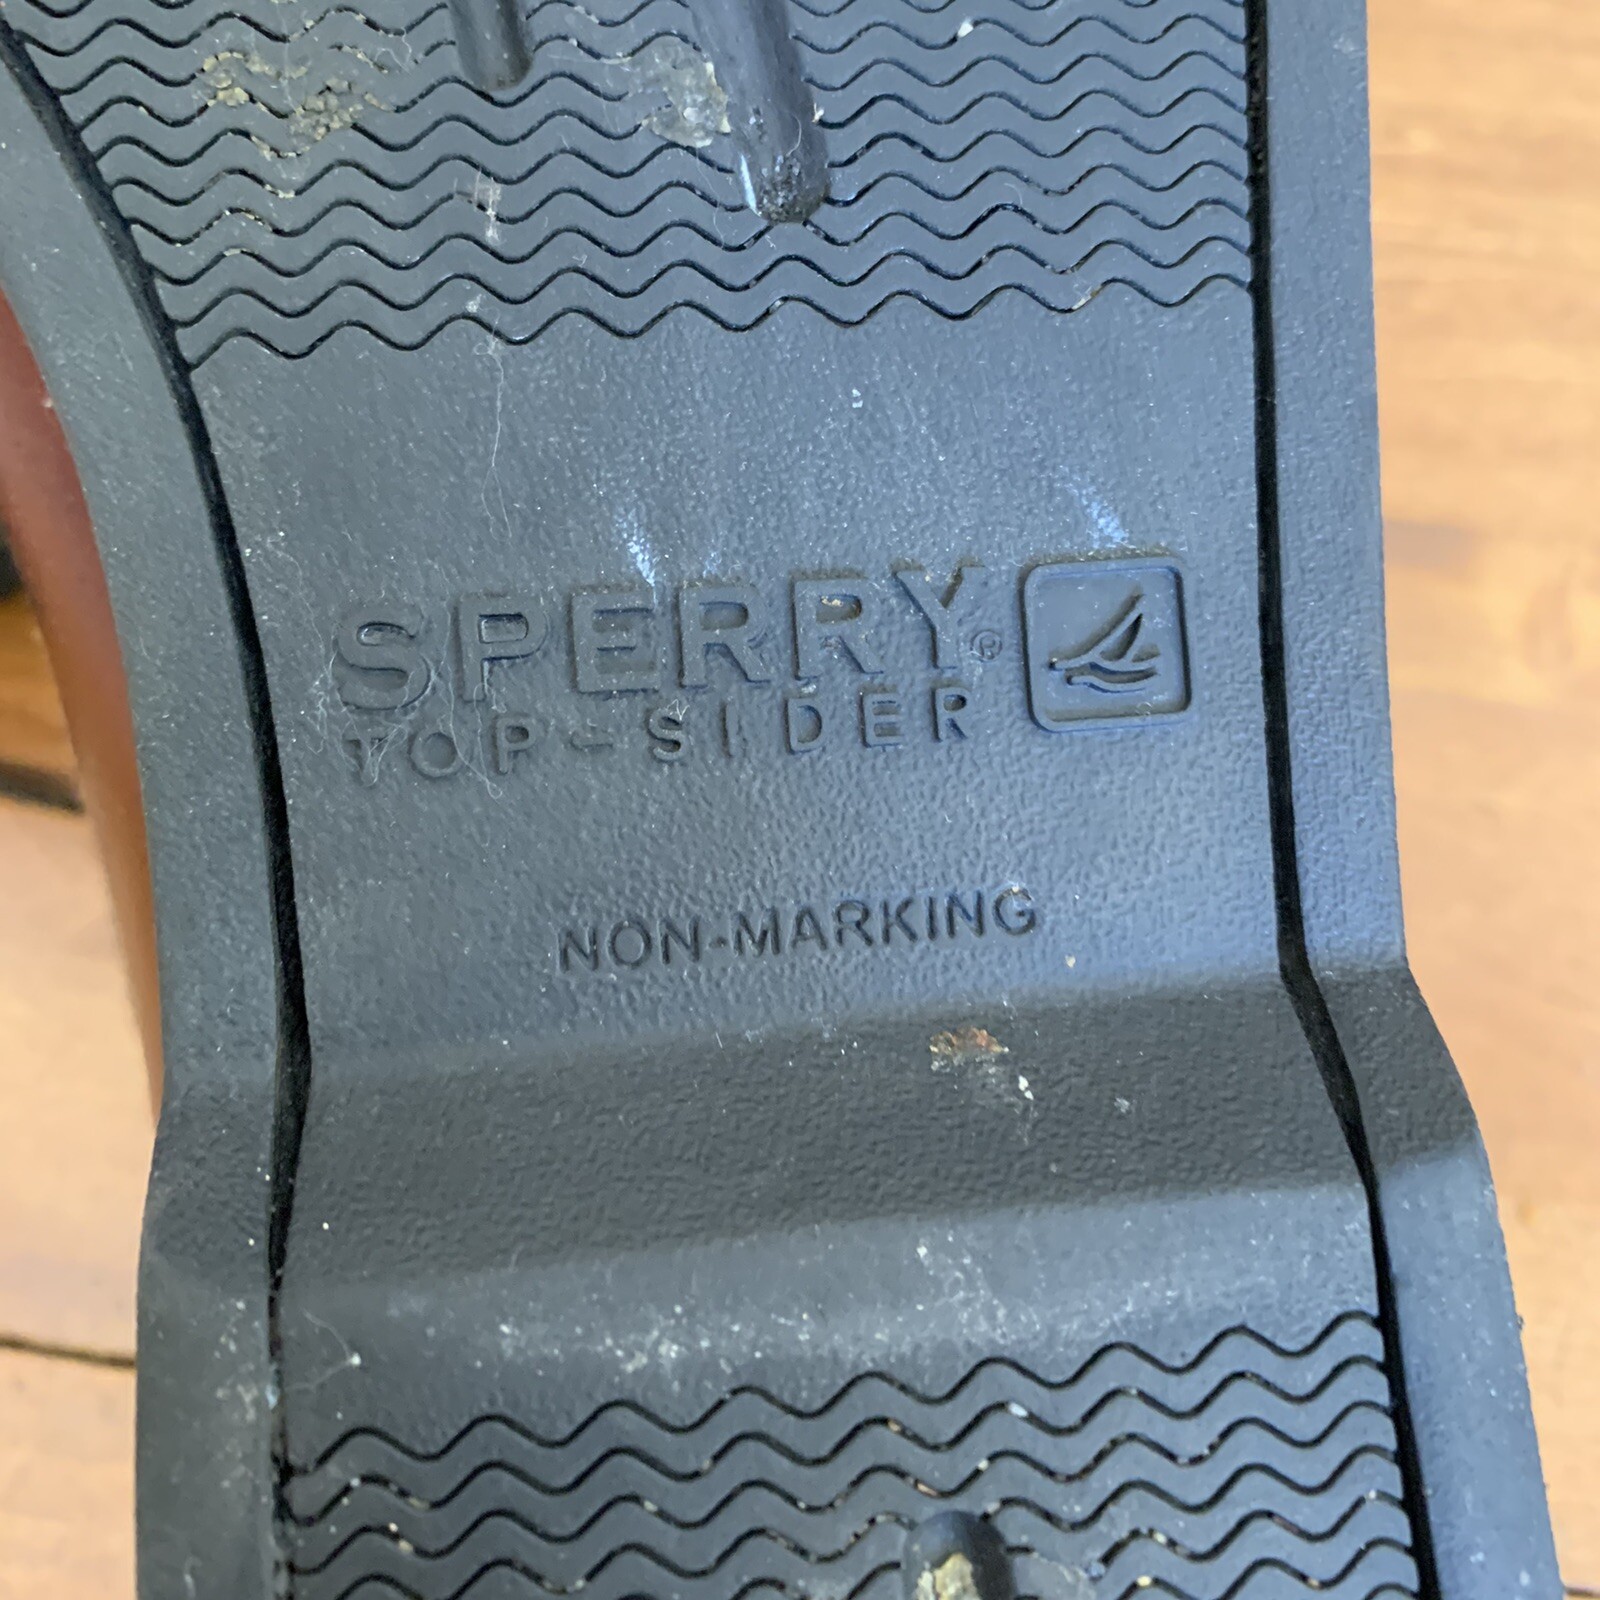 SPERRY®
TOP-SIDER
NON-MARKING